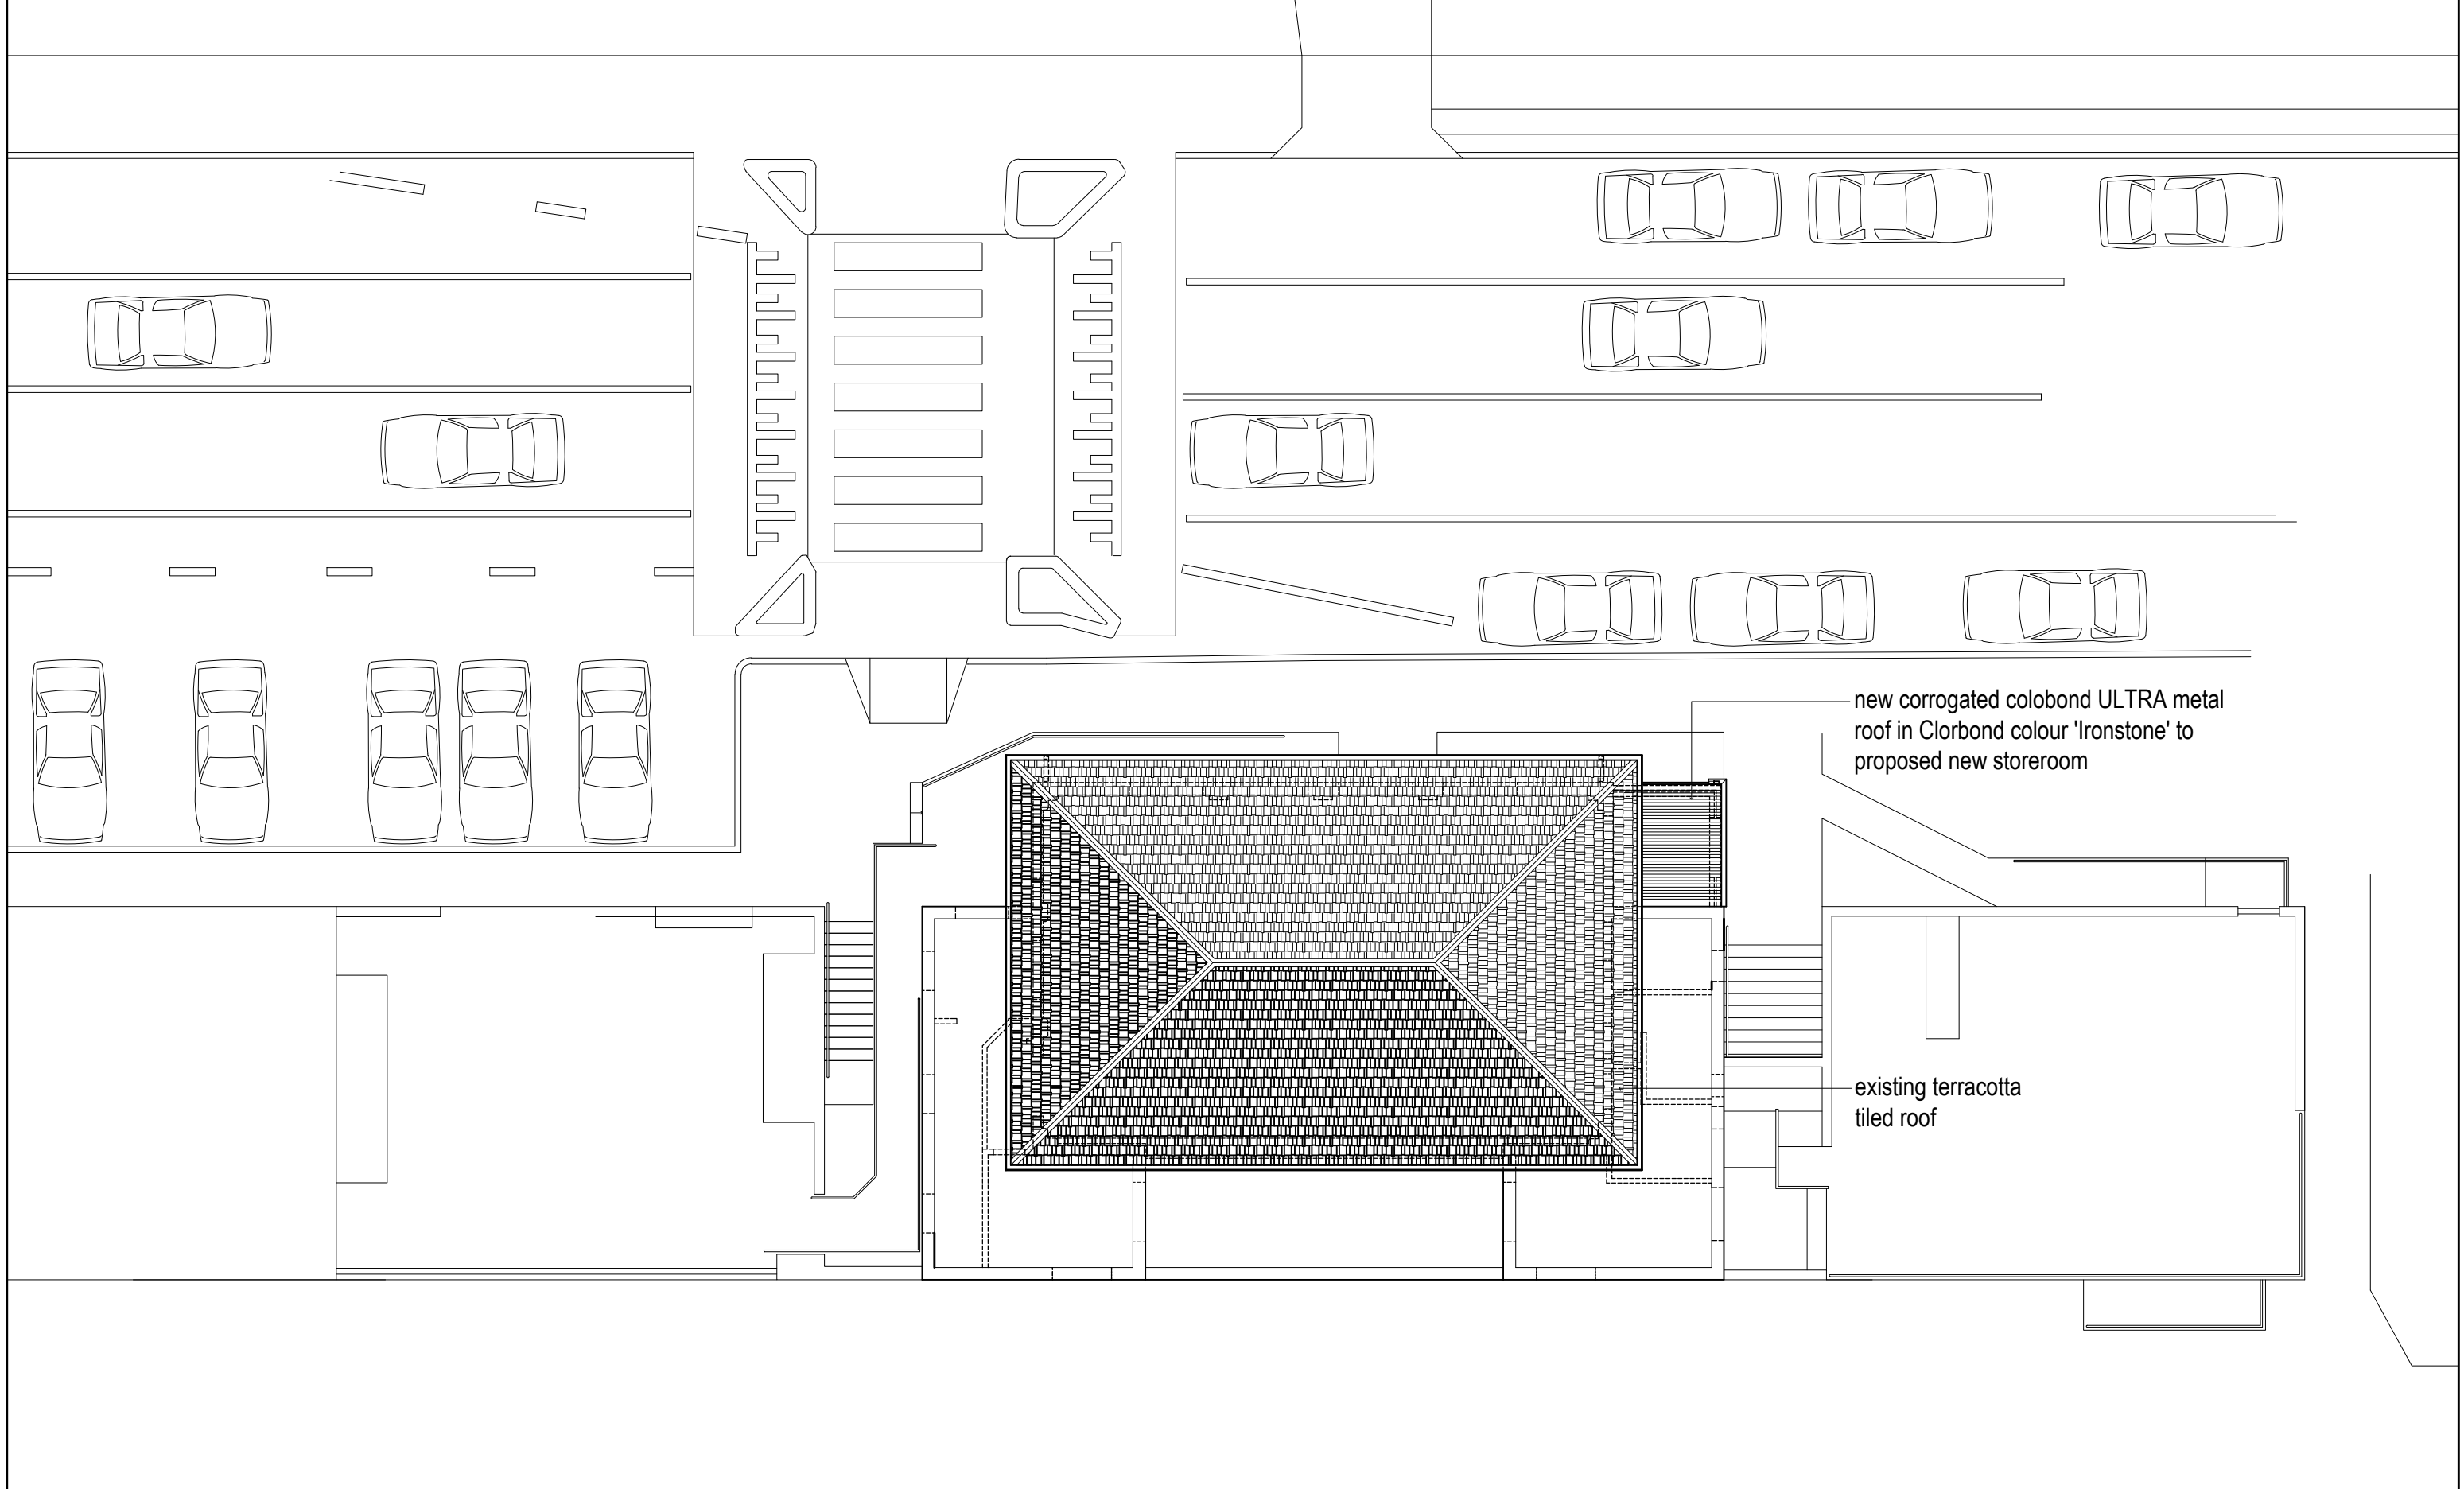 new corrogated colobond ULTRA metal
roof in Clorbond colour 'Ironstone' to
proposed new storeroom
existing terracotta
tiled roof